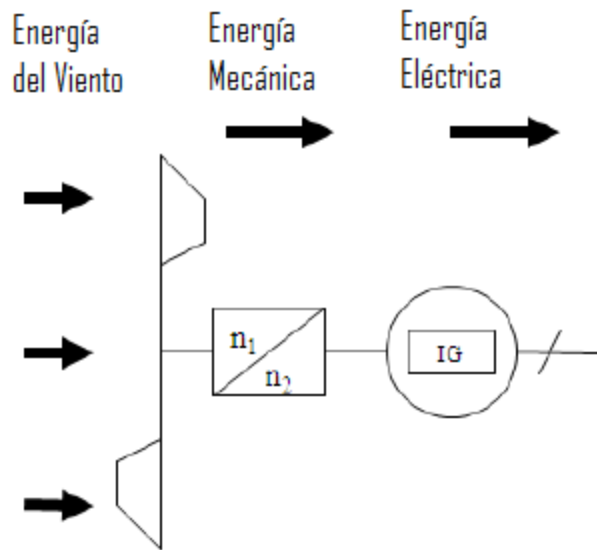 Energía
del Viento
Energía
Mecánica
Energía
Eléctrica
n₁
n₂
IG